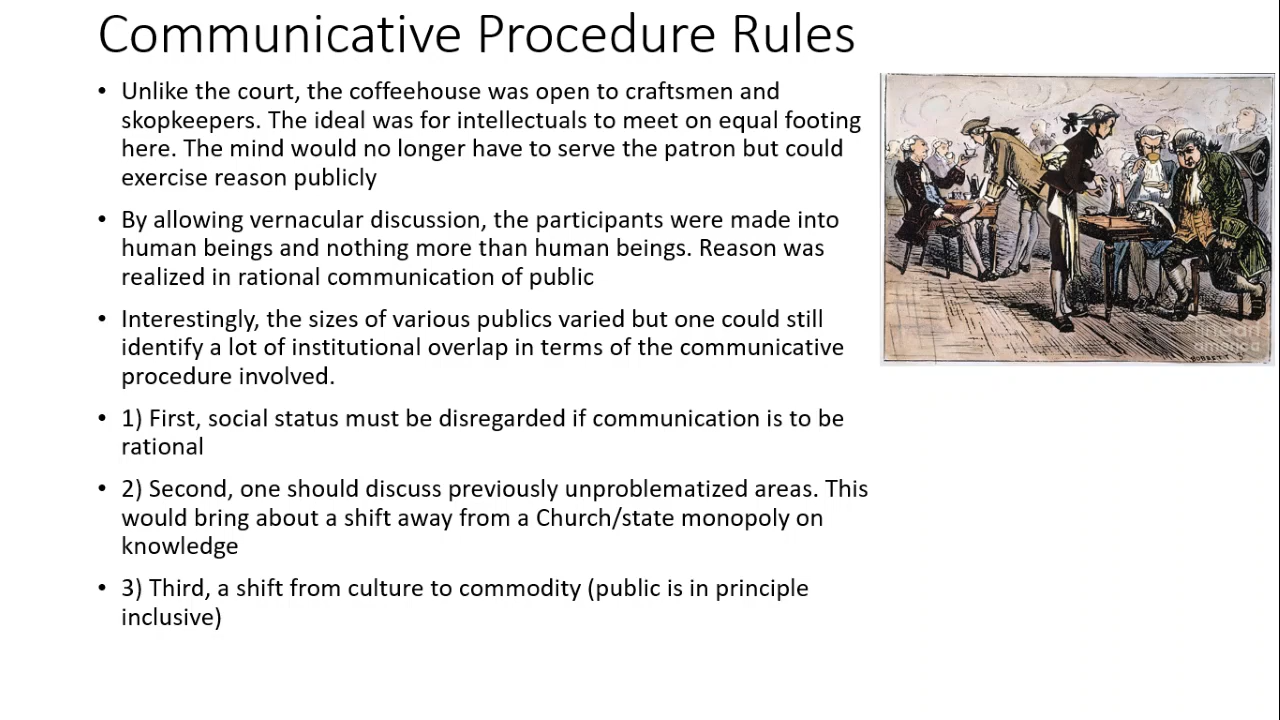 Communicative Procedure Rules
• Unlike the court, the coffeehouse was open to craftsmen and
skopkeepers. The ideal was for intellectuals to meet on equal footing
here. The mind would no longer have to serve the patron but could
exercise reason publicly
• By allowing vernacular discussion, the participants were made into
human beings and nothing more than human beings. Reason was
realized in rational communication of public
• Interestingly, the sizes of various publics varied but one could still
identify a lot of institutional overlap in terms of the communicative
procedure involved.
• 1) First, social status must be disregarded if communication is to be
rational
• 2) Second, one should discuss previously unproblematized areas. This
would bring about a shift away from a Church/state monopoly on
knowledge
• 3) Third, a shift from culture to commodity (public is in principle
inclusive)
fine art
america